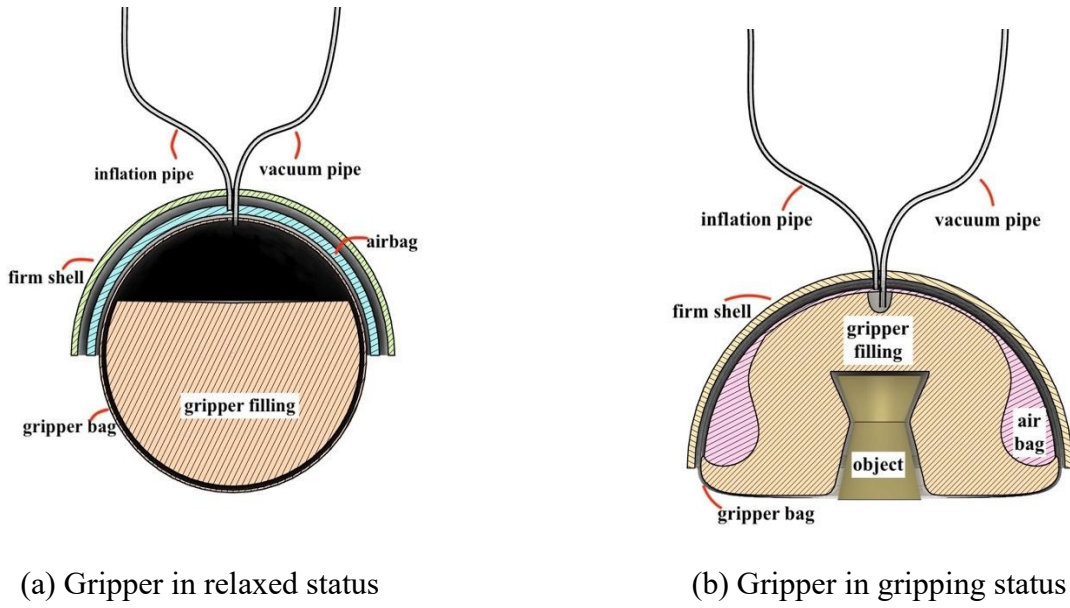 inflation pipe
vacuum pipe
airbag
firm shell
gripper filling
gripper bag
(a) Gripper in relaxed status
inflation pipe
vacuum pipe
firm shell
gripper
filling
air
bag
object
gripper bag
(b) Gripper in gripping status